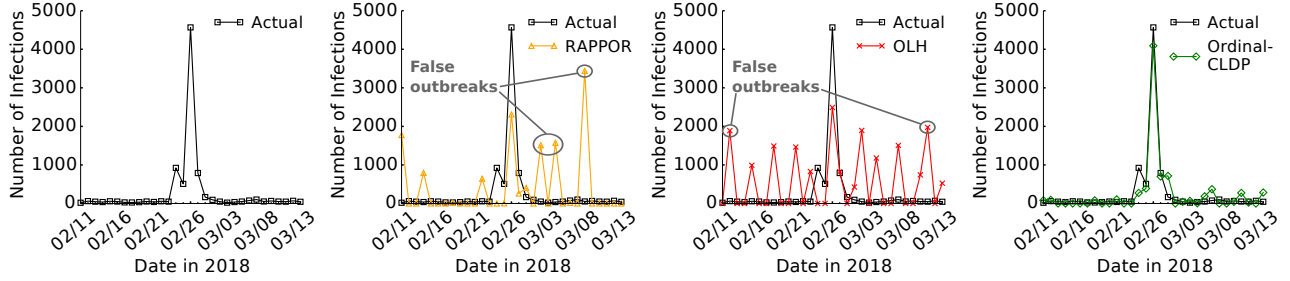 Number of Infections
5000
4000
3000
2000
1000
0
Actual
02/11
02/16
02/21
02/26
03/03
03/08
03/13
Date in 2018
Number of Infections
5000
4000
3000
2000
1000
0
Actual
RAPPOR
False
outbreaks
02/11
02/16
02/21
02/26
03/03
03/08
03/13
Date in 2018
Number of Infections
5000
4000
3000
2000
1000
0
Actual
OLH
False
outbreaks
02/11
02/16
02/21
02/26
03/03
03/08
03/13
Date in 2018
Number of Infections
5000
4000
3000
2000
1000
0
Actual
Ordinal-
CLDP
02/11
02/16
02/21
02/26
03/03
03/08
03/13
Date in 2018